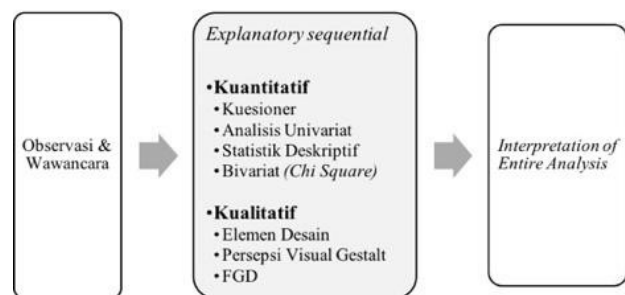 Observasi &
Wawancara
Explanatory sequential
•Kuantitatif
•Kuesioner
•Analisis Univariat
•Statistik Deskriptif
•Bivariat (Chi Square)
•Kualitatif
•Elemen Desain
•Persepsi Visual Gestalt
•FGD
Interpretation of
Entire Analysis